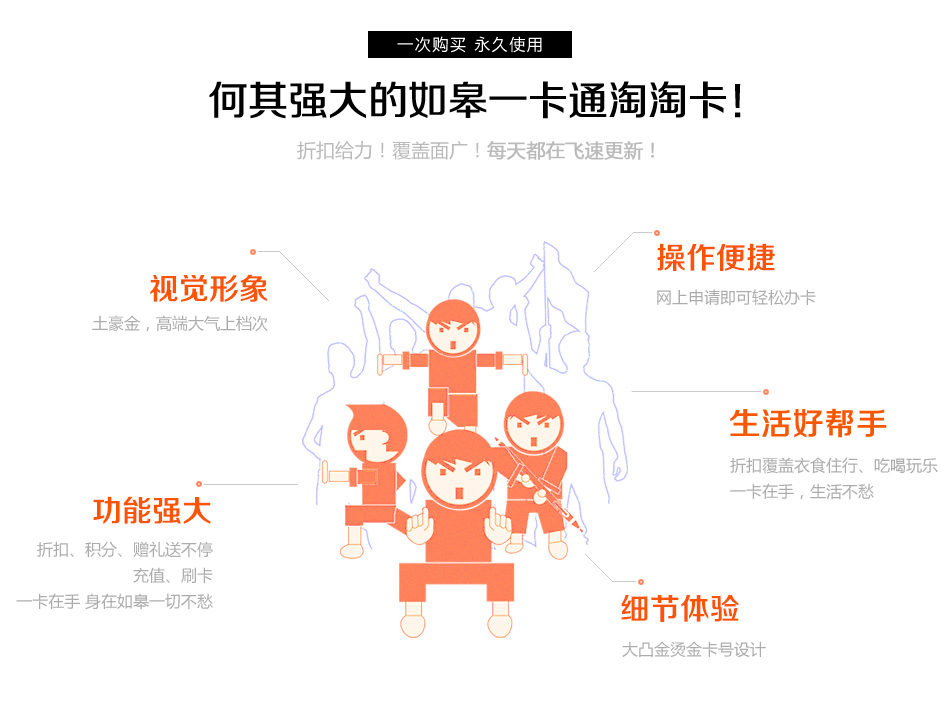 一次购买 永久使用
何其强大的如皋一卡通淘淘卡！
折扣给力！覆盖面广！每天都在飞速更新！
视觉形象
土豪金，高端大气上档次
操作便捷
网上申请即可轻松办卡
生活好帮手
折扣覆盖衣食住行、吃喝玩乐
一卡在手，生活不愁
功能强大
折扣、积分、赠礼送不停
充值、刷卡
一卡在手 身在如皋一切不愁
细节体验
大凸金烫金卡号设计